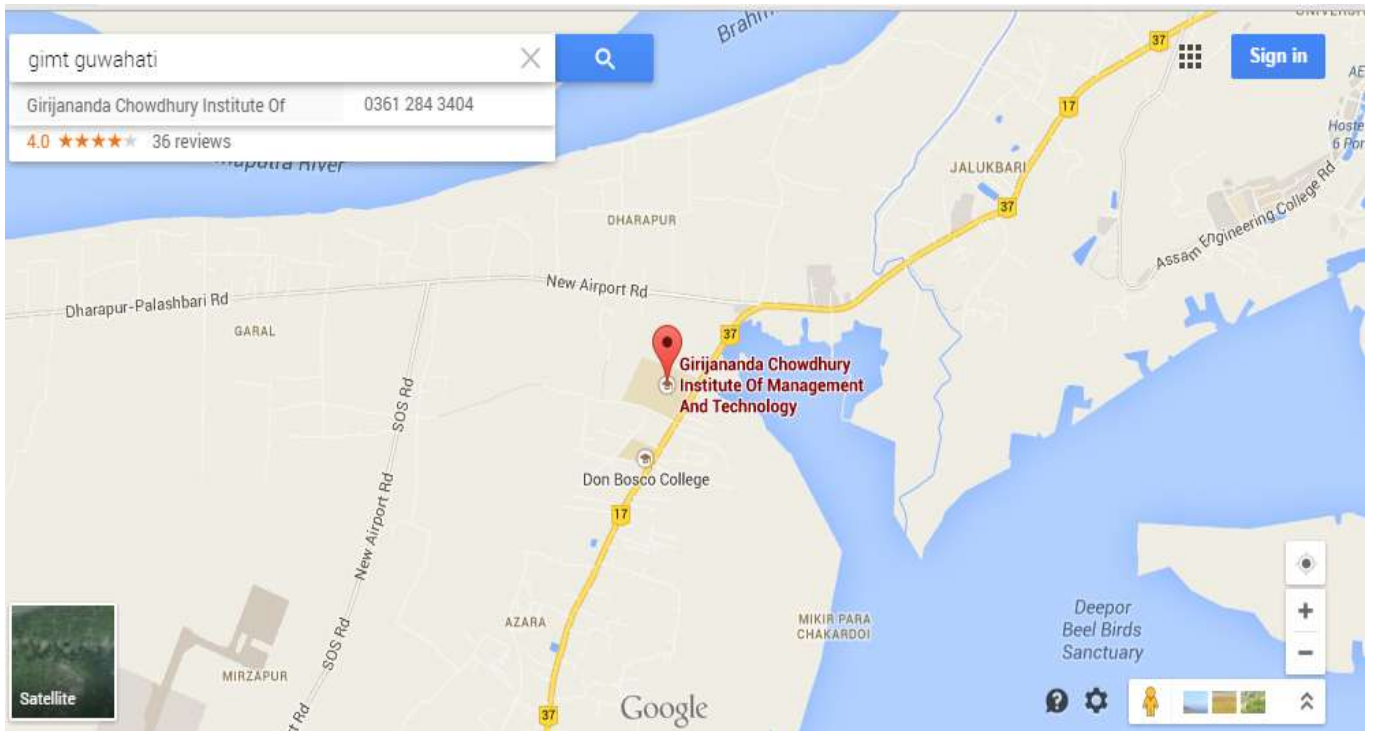 gimt guwahati
Sign in
Girijananda Chowdhury Institute Of
0361 284 3404
4.0 ★★★★★ 36 reviews
37
17
JALUKBARI
37
DHARAPUR
Assam Engineering College Rd
New Airport Rd
Dharapur-Palashbari Rd
GARAL
37
Girijananda Chowdhury
Institute Of Management
And Technology
SOS Rd
Don Bosco College
17
New Airport Rd
AZARA
MIKIR PARA
CHAKARDOI
Deepor
Beel Birds
Sanctuary
SOS Rd
MIRZAPUR
Satellite
37
Google